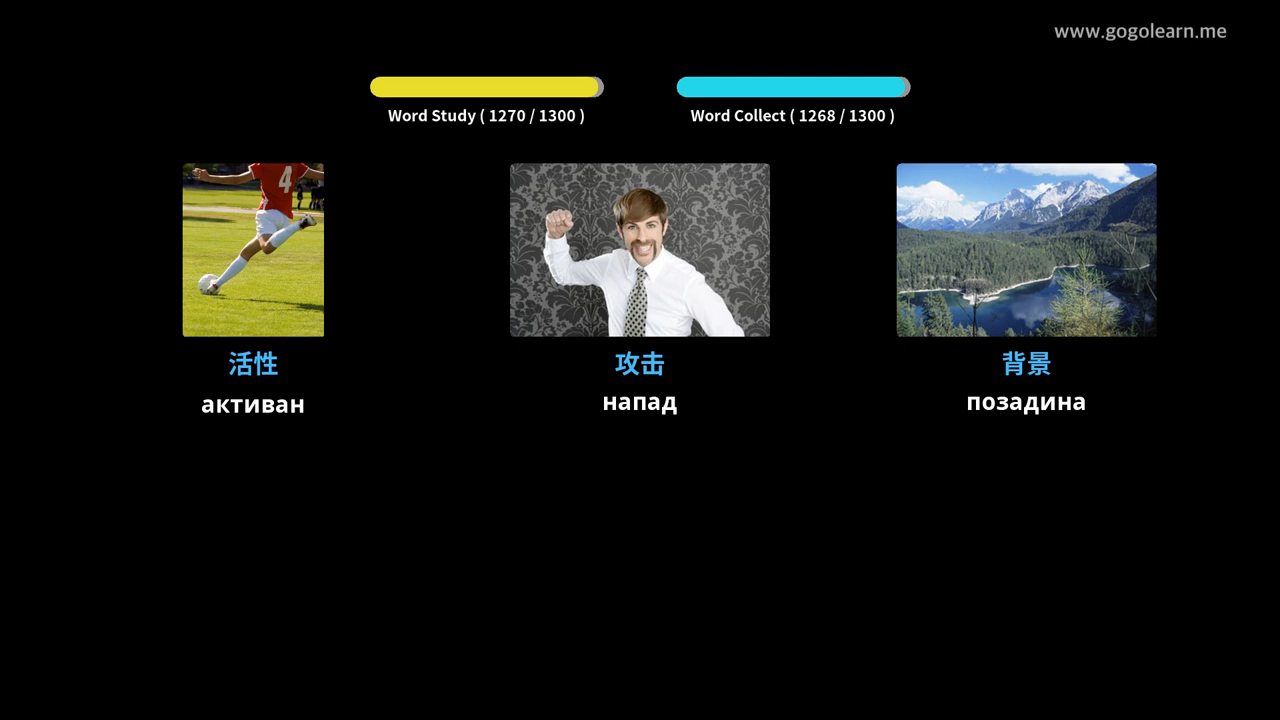 www.gogolearn.me
Word Study ( 1270 / 1300 )
Word Collect ( 1268 / 1300 )
4
活性
攻击
背景
активан
напад
позадина